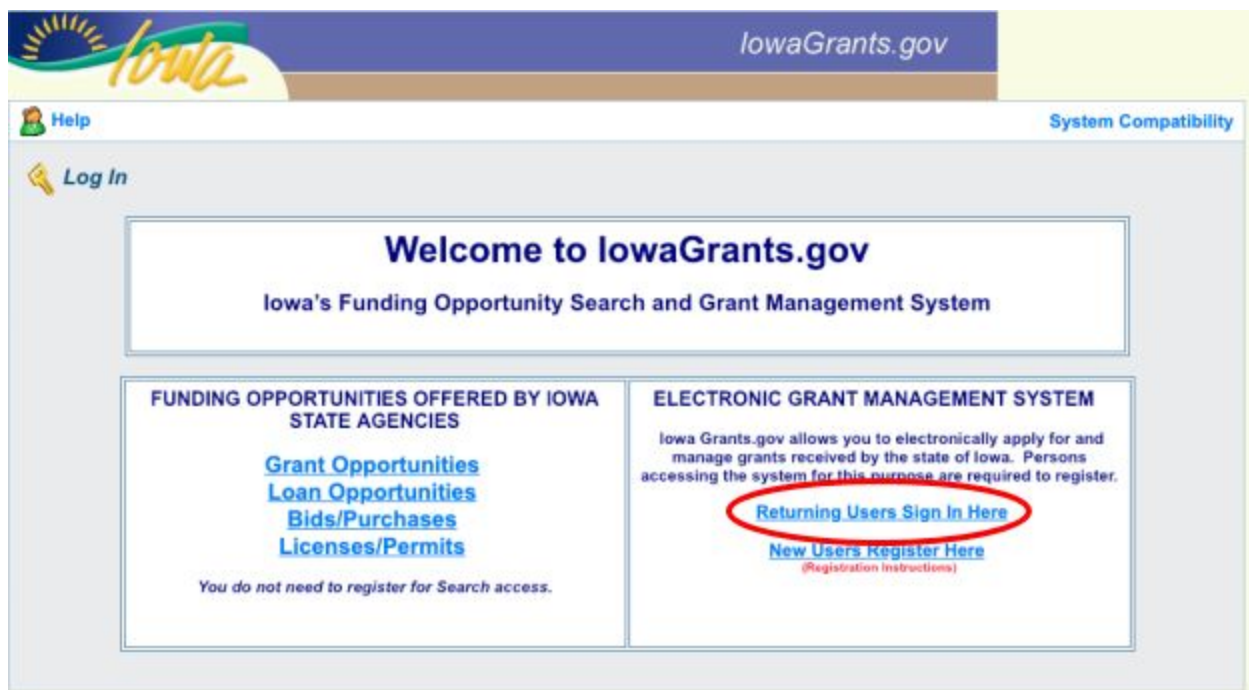 Iowa
IowaGrants.gov
Help
System Compatibility
Log In
Welcome to IowaGrants.gov
Iowa's Funding Opportunity Search and Grant Management System
FUNDING OPPORTUNITIES OFFERED BY IOWA
STATE AGENCIES
Grant Opportunities
Loan Opportunities
Bids/Purchases
Licenses/Permits
You do not need to register for Search access.
ELECTRONIC GRANT MANAGEMENT SYSTEM
Iowa Grants.gov allows you to electronically apply for and
manage grants received by the state of Iowa. Persons
accessing the system for this purpose are required to register.
Returning Users Sign In Here
New Users Register Here
(Registration Instructions)